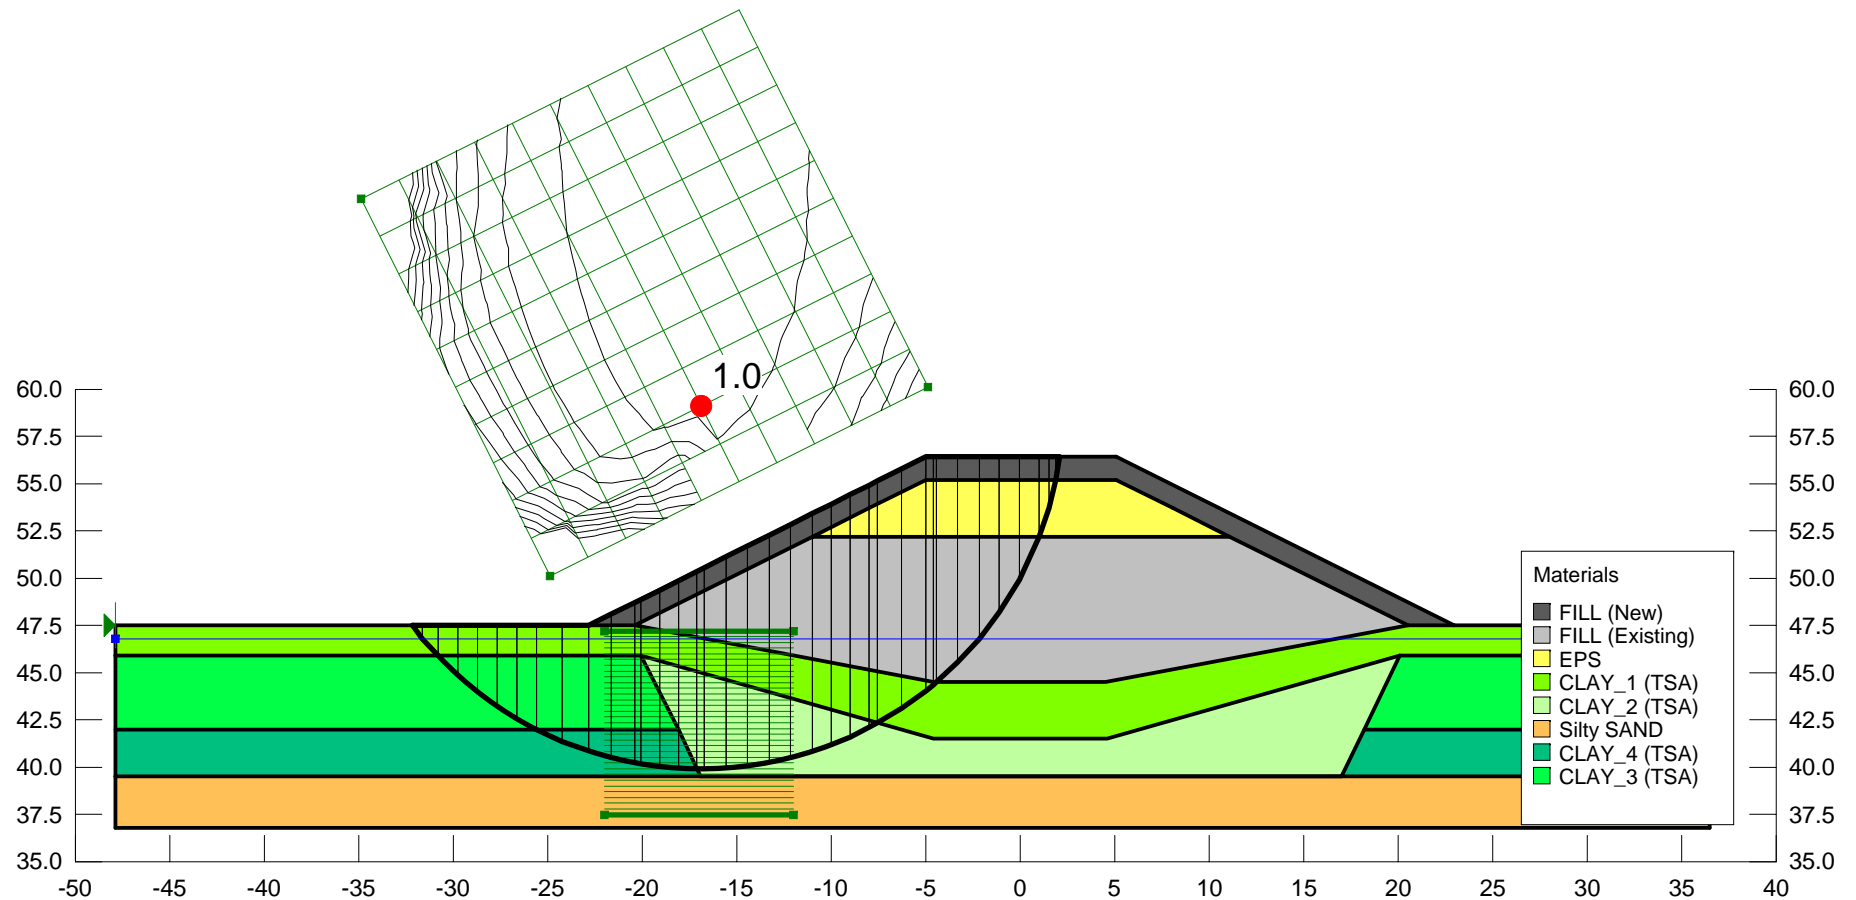 1.0
60.0
57.5
55.0
52.5
50.0
47.5
45.0
42.5
40.0
37.5
35.0
60.0
57.5
55.0
52.5
50.0
47.5
45.0
42.5
40.0
37.5
35.0
Materials
FILL (New)
FILL (Existing)
EPS
CLAY_1 (TSA)
CLAY_2 (TSA)
Silty SAND
CLAY_4 (TSA)
CLAY_3 (TSA)
-50 -45 -40 -35 -30 -25 -20 -15 -10 -5 0 5 10 15 20 25 30 35 40